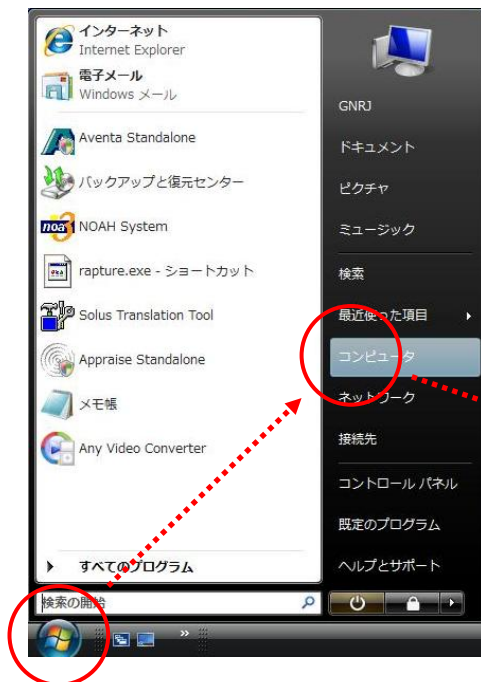 インターネット
Internet Explorer
電子メール
Windows メール
Aventa Standalone
バックアップと復元センター
noa3
NOAH System
rapture.exe - ショートカット
Solus Translation Tool
Appraise Standalone
メモ帳
Any Video Converter
すべてのプログラム
検索の開始
GNRJ
ドキュメント
ピクチャ
ミュージック
検索
最近使った項目
コンピュータ
ネットワーク
接続先
コントロール パネル
既定のプログラム
ヘルプとサポート